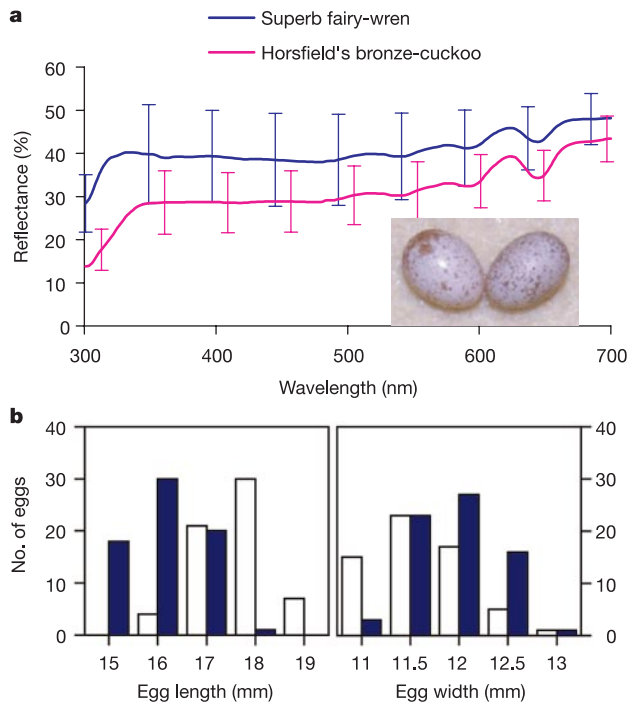 a
Superb fairy-wren
Horsfield's bronze-cuckoo
Reflectance (%)
60
50
40
30
20
10
0
300 400 500 600 700
Wavelength (nm)
b
No. of eggs
40 40
30 30
20 20
10 10
0 0
15 16 17 18 19 11 11.5 12 12.5 13
Egg length (mm) Egg width (mm)